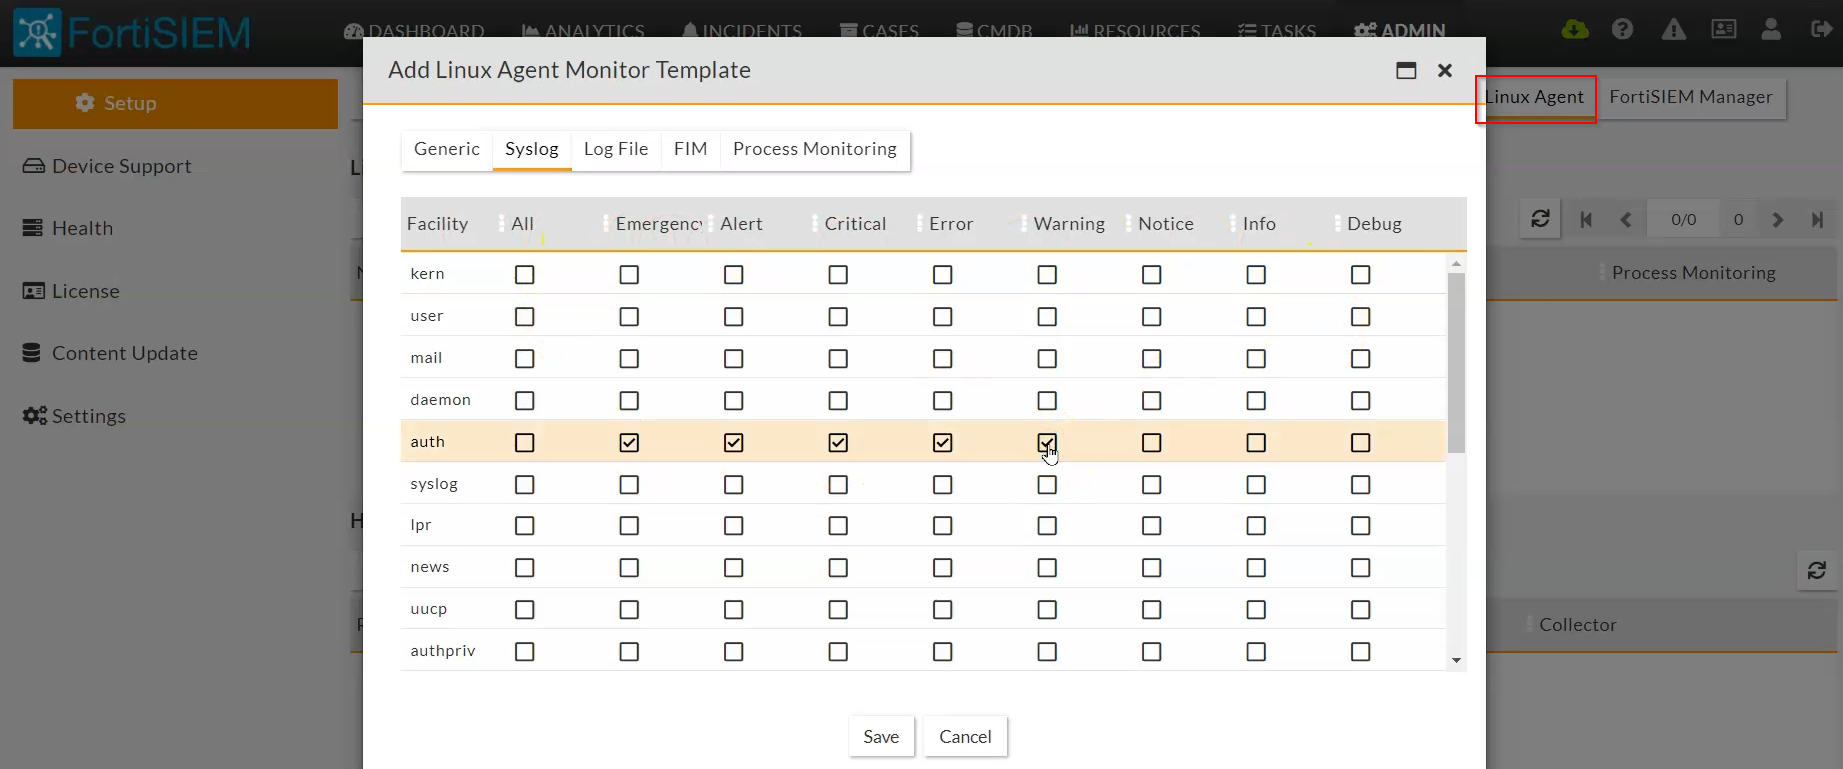 FortiSIEM
DASHBOARD ANALYTICS INCIDENTS CASES CMDB RESOURCES TASKS ADMIN
Add Linux Agent Monitor Template
Setup
Linux Agent FortiSIEM Manager
Generic Syslog Log File FIM Process Monitoring
Device Support
Li
0/0 0
Facility All Emergency Alert Critical Error Warning Notice Info Debug
Health
kern
Process Monitoring
License
user
Content Update
mail
daemon
Settings
auth
syslog
H
lpr
news
uucp
Collector
authpriv
Save Cancel